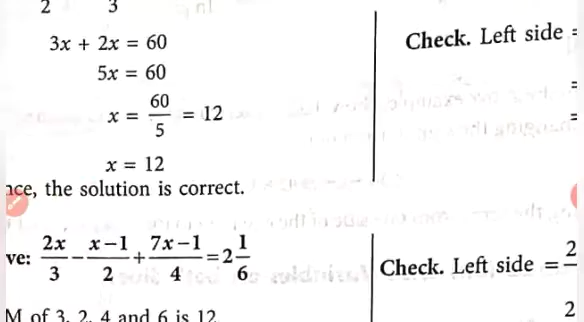 2 3
3x + 2x = 60
5x = 60
x = 60/5 = 12
x = 12
the solution is correct.
2x/3 - x-1/2 + 7x-1/4 = 2 1/6
of 3, 2, 4 and 6 is 12
Check. Left side =
=
=
Check. Left side = 2
2